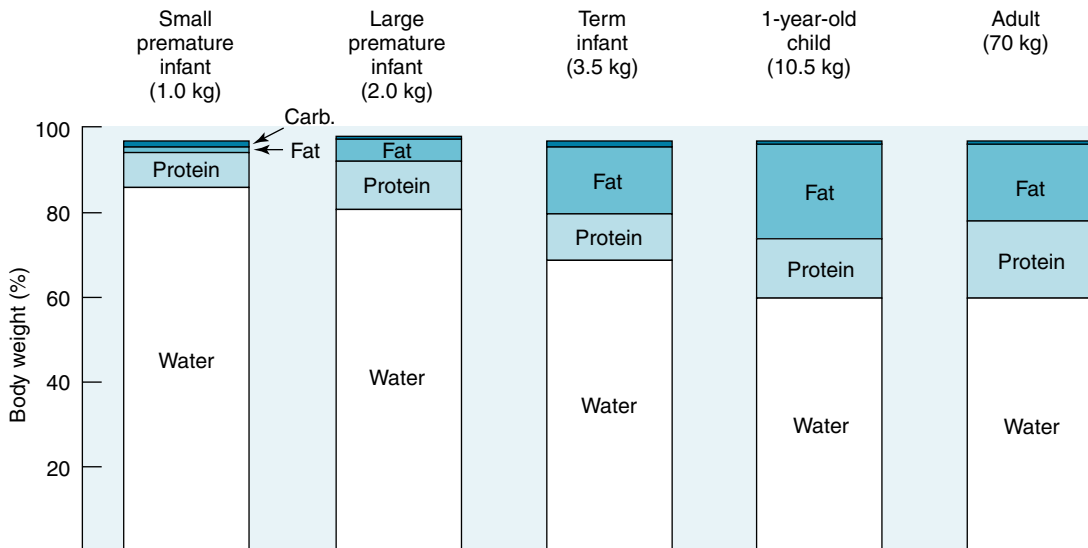 Small
premature
infant
(1.0 kg)
Large
premature
infant
(2.0 kg)
Term
infant
(3.5 kg)
1-year-old
child
(10.5 kg)
Adult
(70 kg)
Body weight (%)
100
80
60
40
20
Carb.
Fat
Protein
Water
Fat
Protein
Water
Fat
Protein
Water
Fat
Protein
Water
Fat
Protein
Water